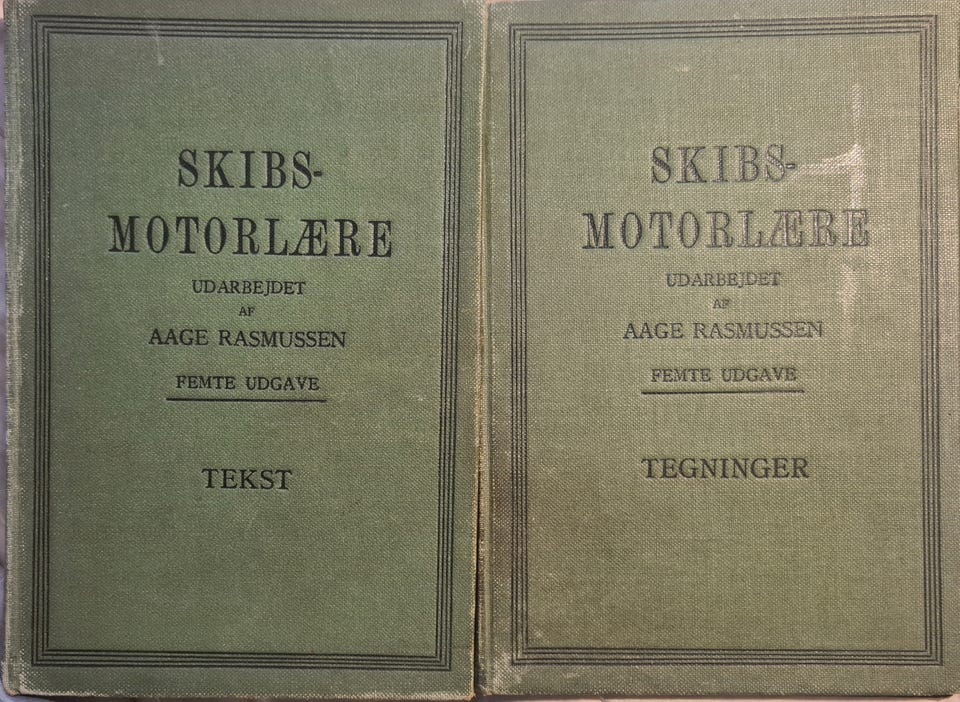 SKIBS-
MOTORLÆRE
UDARBEJDET
AF
AAGE RASMUSSEN
FEMTE UDGAVE
TEKST
SKIBS-
MOTORLÆRE
UDARBEJDET
AF
AAGE RASMUSSEN
FEMTE UDGAVE
TEGNINGER